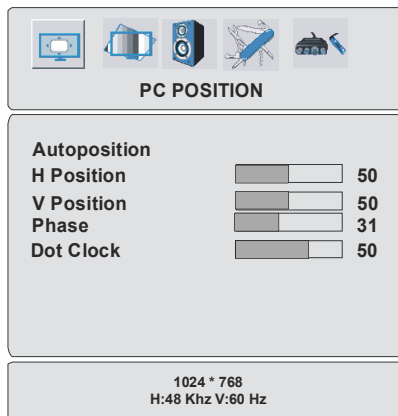 PC POSITION
Autoposition
H Position 50
V Position 50
Phase 31
Dot Clock 50
1024 * 768
H:48 Khz V:60 Hz